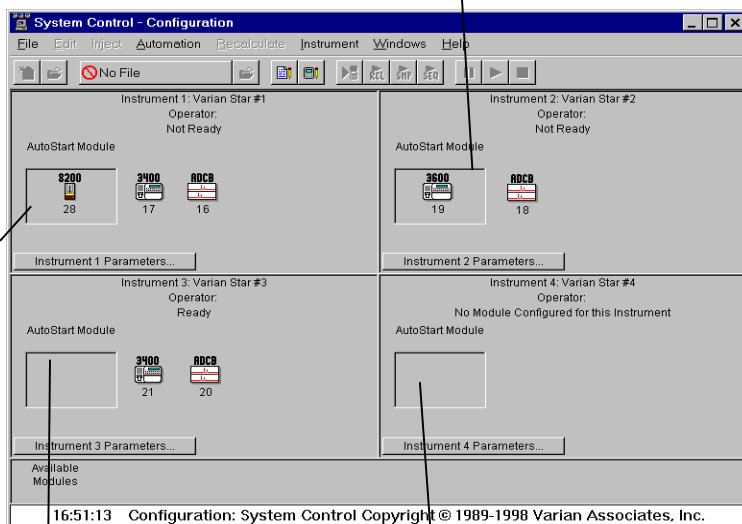 System Control - Configuration
File Edit Inject Automation Recalculate Instrument Windows Help
No File RCL SMP SEQ
Instrument 1: Varian Star #1
Operator:
Not Ready
AutoStart Module
8200 3400 ADCB
28 17 16
Instrument 1 Parameters...
Instrument 2: Varian Star #2
Operator:
Not Ready
AutoStart Module
3600 ADCB
19 18
Instrument 2 Parameters...
Instrument 3: Varian Star #3
Operator:
Ready
AutoStart Module
3400 ADCB
21 20
Instrument 3 Parameters...
Instrument 4: Varian Star #4
Operator:
No Module Configured for this Instrument
AutoStart Module
Instrument 4 Parameters...
Available
Modules
16:51:13 Configuration: System Control Copyright © 1989-1998 Varian Associates, Inc.